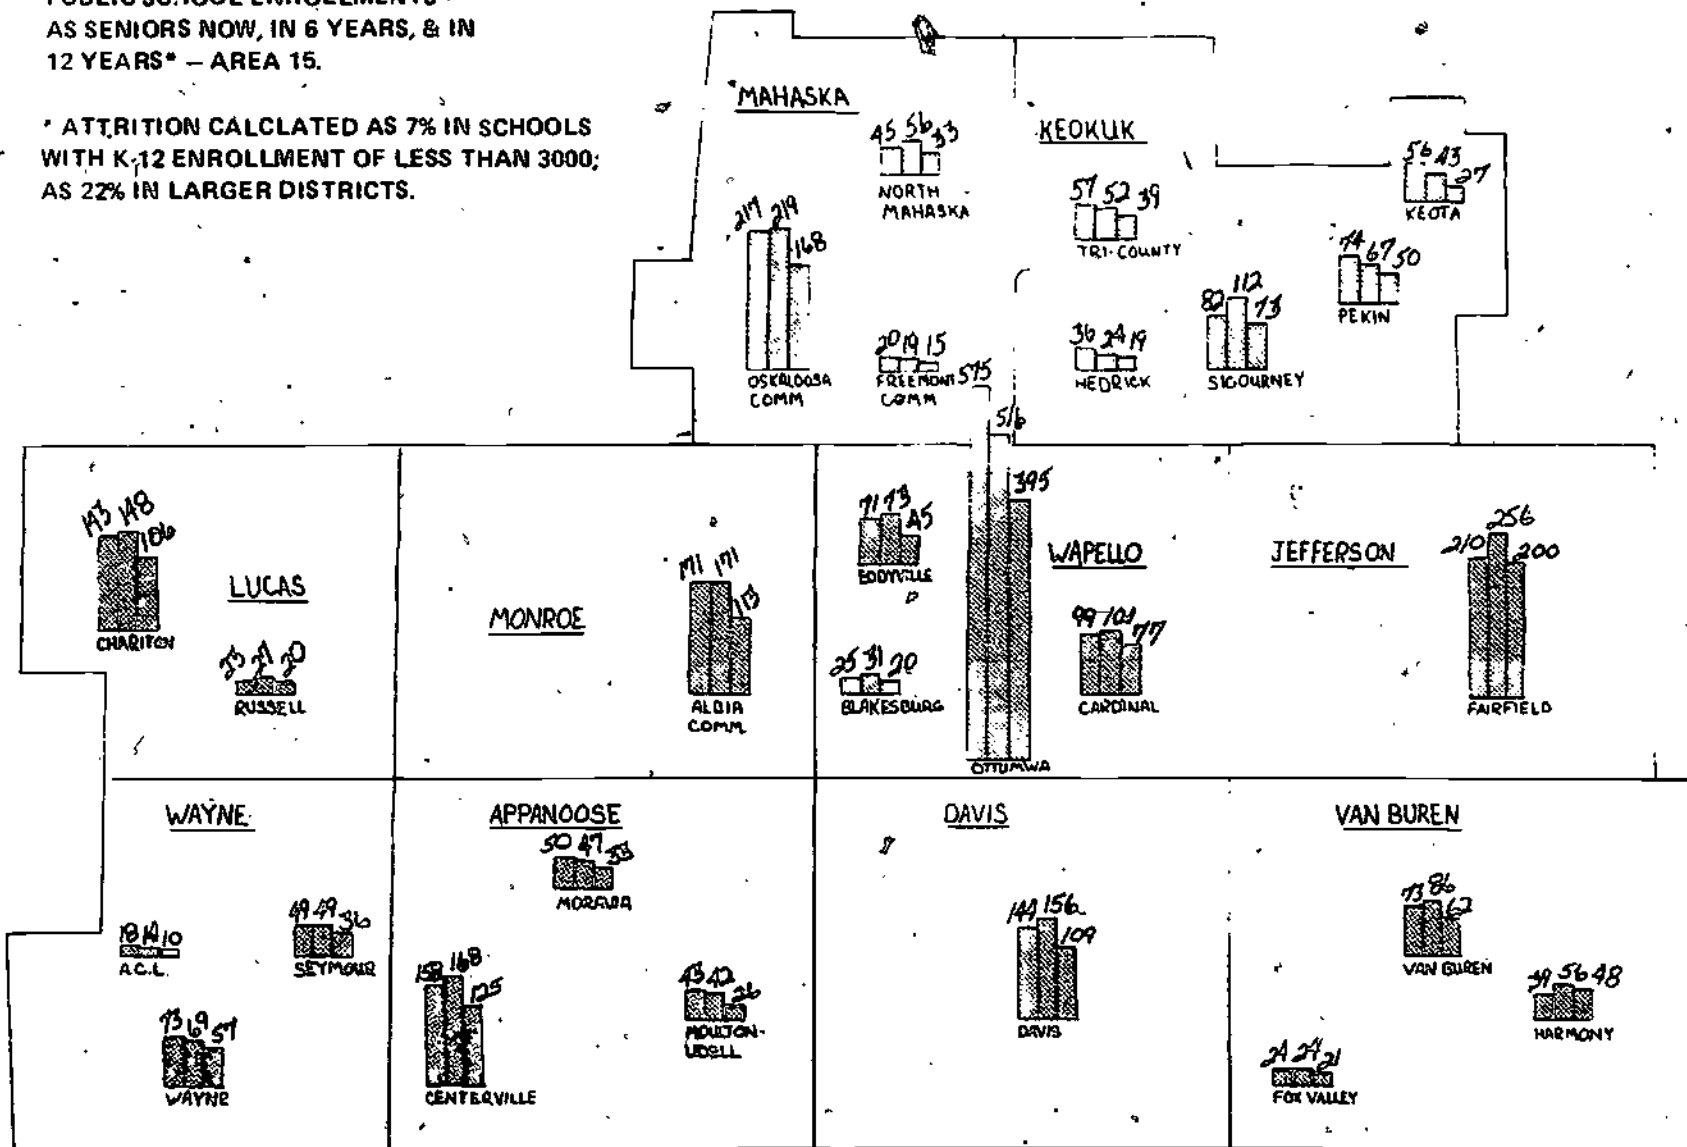 PUBLIC SCHOOL ENROLLMENTS
AS SENIORS NOW, IN 6 YEARS, & IN
12 YEARS* — AREA 15.
* ATTRITION CALCLATED AS 7% IN SCHOOLS
WITH K-12 ENROLLMENT OF LESS THAN 3000;
AS 22% IN LARGER DISTRICTS.
MAHASKA
45 56 33
NORTH
MAHASKA
217 219 168
OSKALOOSA
COMM
20 19 15
FREEMONT
COMM
KEOKUK
57 52 39
TRI-COUNTY
56 43 27
KEOTA
74 67 50
PEKIN
82 112 73
SIGOURNEY
36 24 19
HEDRICK
LUCAS
143 148 106
CHARITON
23 27 20
RUSSELL
MONROE
171 171 113
ALBIA
COMM
WAPELLO
71 73 45
EDDYVILLE
25 31 20
BLAKESBURG
575 516 395
OTTUMWA
99 101 77
CARDINAL
JEFFERSON
210 256 200
FAIRFIELD
WAYNE
18 14 10
A.C.L.
49 49 36
SEYMOUR
73 69 57
WAYNE
APPANOOSE
50 47 33
MORAVIA
158 168 125
CENTERVILLE
43 42 26
MOULTON-
UDELL
DAVIS
144 156 109
DAVIS
VAN BUREN
73 86 62
VAN BUREN
39 56 48
HARMONY
24 24 21
FOX VALLEY